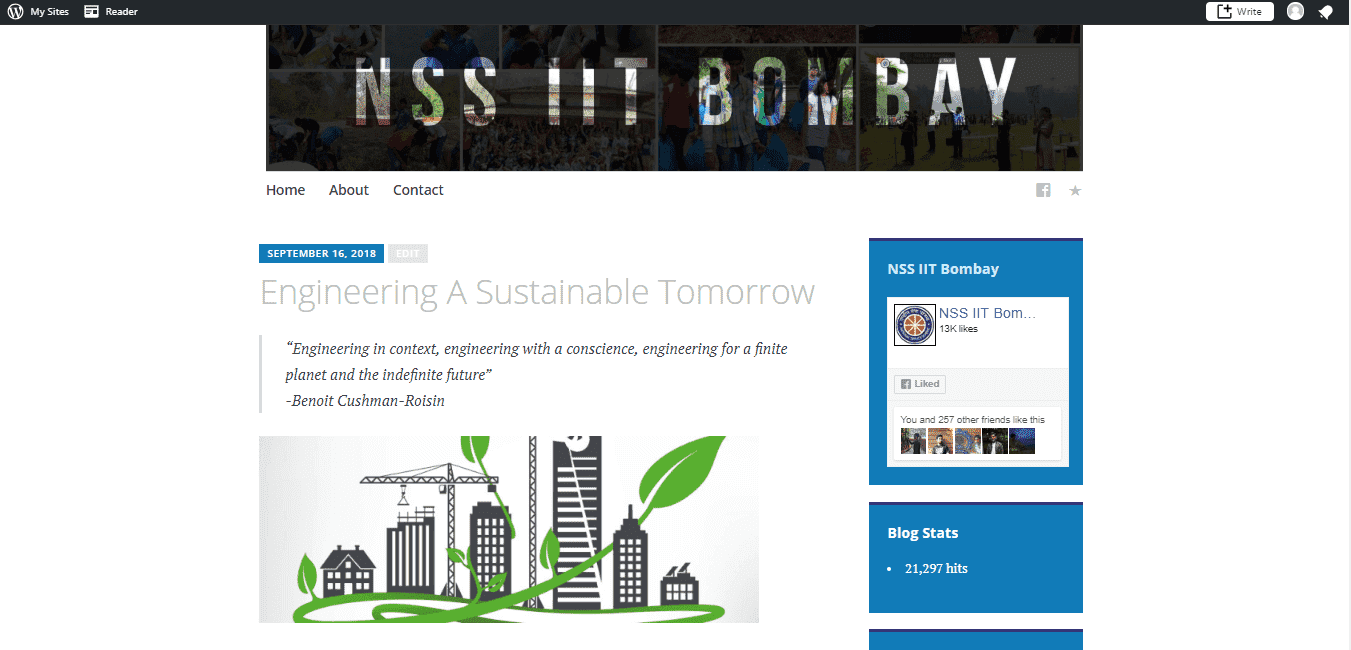 My Sites
Reader
Write
NSS IIT BOMBAY
Home
About
Contact
SEPTEMBER 16, 2018
EDIT
Engineering A Sustainable Tomorrow
“Engineering in context, engineering with a conscience, engineering for a finite
planet and the indefinite future”
-Benoit Cushman-Roisin
NSS IIT Bombay
NSS IIT Bom...
13K likes
Liked
You and 257 other friends like this
Blog Stats
21,297 hits